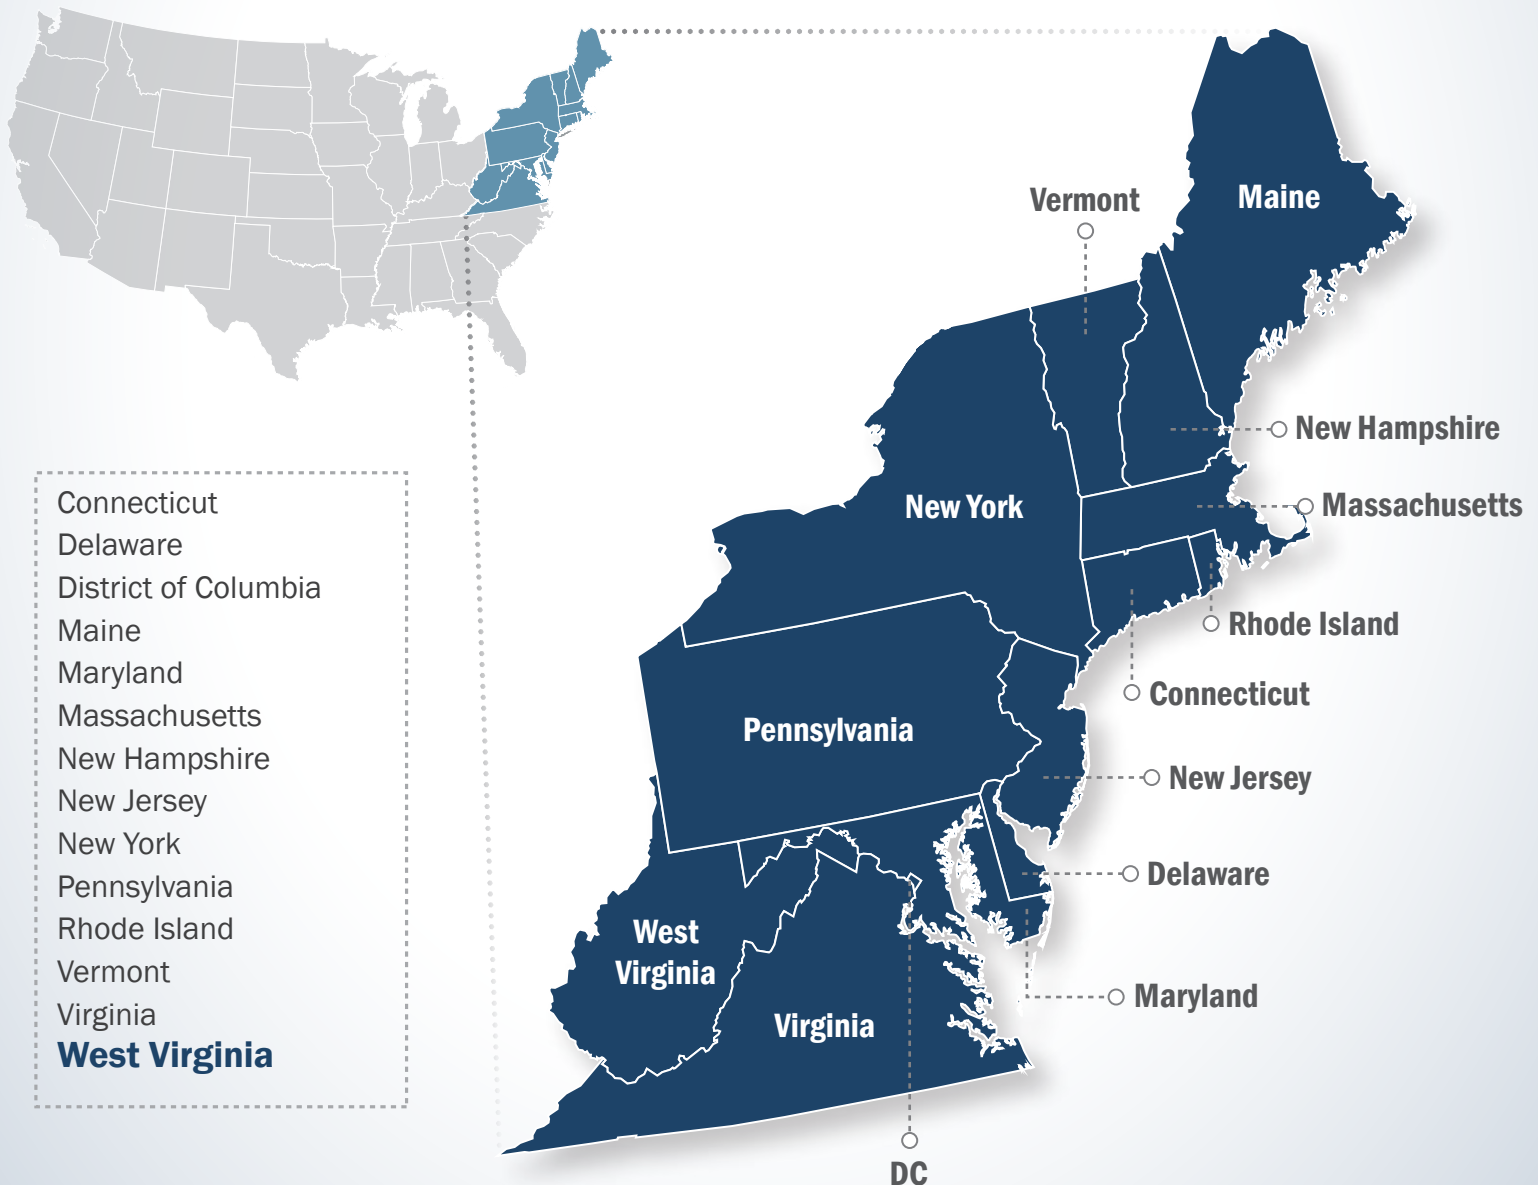 Vermont
Maine
New Hampshire
New York
Massachusetts
Rhode Island
Connecticut
Pennsylvania
New Jersey
Delaware
West
Virginia
Maryland
Virginia
DC
Connecticut
Delaware
District of Columbia
Maine
Maryland
Massachusetts
New Hampshire
New Jersey
New York
Pennsylvania
Rhode Island
Vermont
Virginia
West Virginia